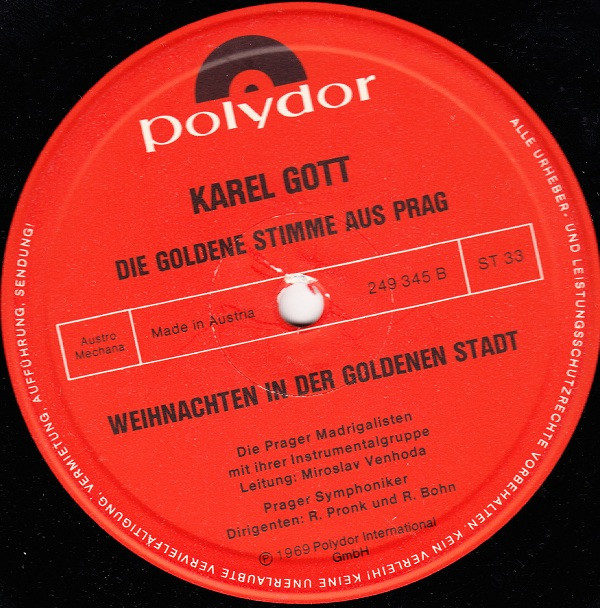 polydor
KAREL GOTT
DIE GOLDENE STIMME AUS PRAG
Austro
Mechana
Made in Austria
249 345 B
ST 33
WEIHNACHTEN IN DER GOLDENEN STADT
Die Prager Madrigalisten
mit ihrer Instrumentalgruppe
Leitung: Miroslav Venhoda
Prager Symphoniker
Dirigenten: R. Pronk und R. Bohn
℗ 1969 Polydor International
GmbH
ALLE URHEBER- UND LEISTUNGSSCHUTZRECHTE VORBEHALTEN. KEIN VERLEIH! KEINE UNERLAUBTE VERVIELFÄLTIGUNG, VERMIETUNG, AUFFÜHRUNG, SENDUNG!